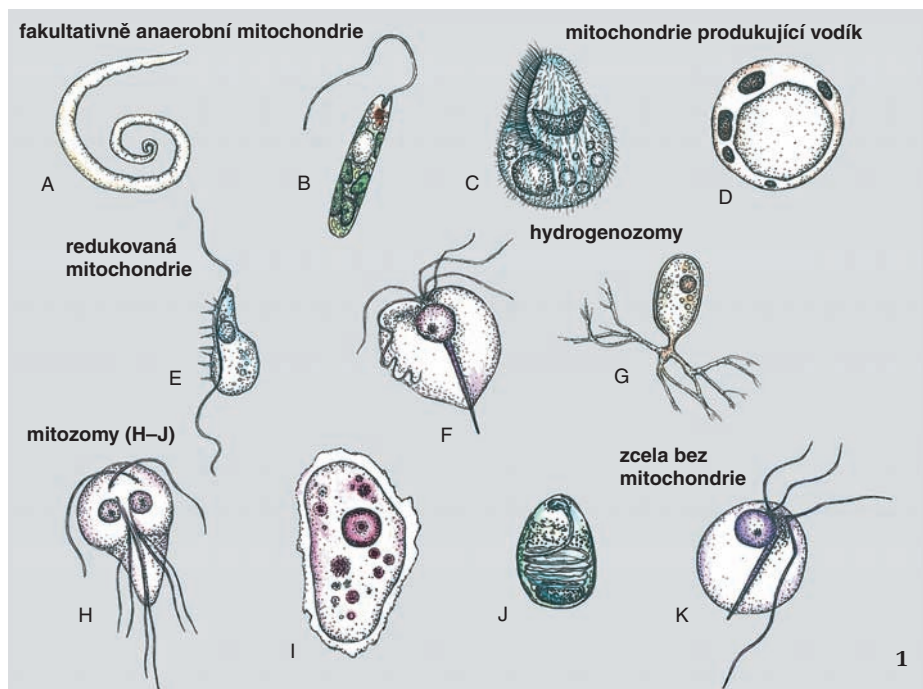 fakultativně anaerobní mitochondrie
mitochondrie produkující vodík
A
B
C
D
redukovaná
mitochondrie
hydrogenozomy
E
F
G
mitozomy (H–J)
zcela bez
mitochondrie
H
I
J
K
1